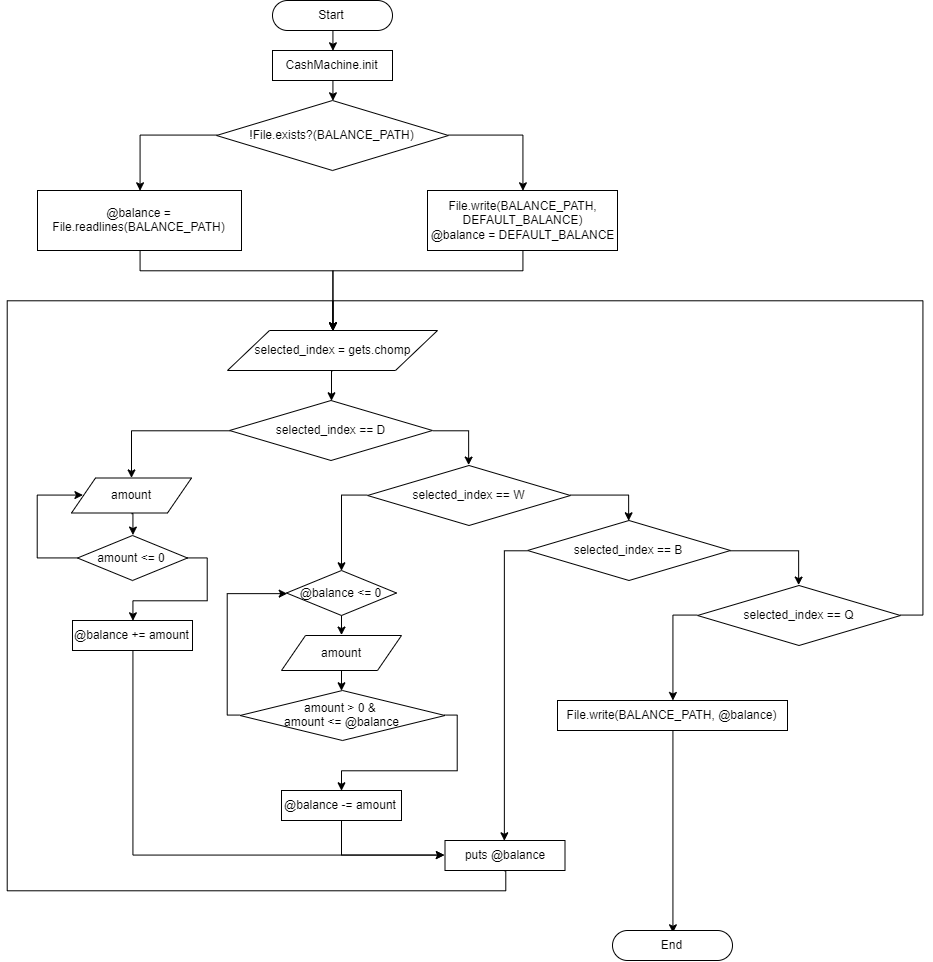 Start
CashMachine.init
!File.exists?(BALANCE_PATH)
@balance =
File.readlines(BALANCE_PATH)
File.write(BALANCE_PATH,
DEFAULT_BALANCE)
@balance = DEFAULT_BALANCE
selected_index = gets.chomp
selected_index == D
amount
amount <= 0
@balance += amount
selected_index == W
@balance <= 0
amount
amount > 0 &
amount <= @balance
@balance -= amount
selected_index == B
puts @balance
selected_index == Q
File.write(BALANCE_PATH, @balance)
End